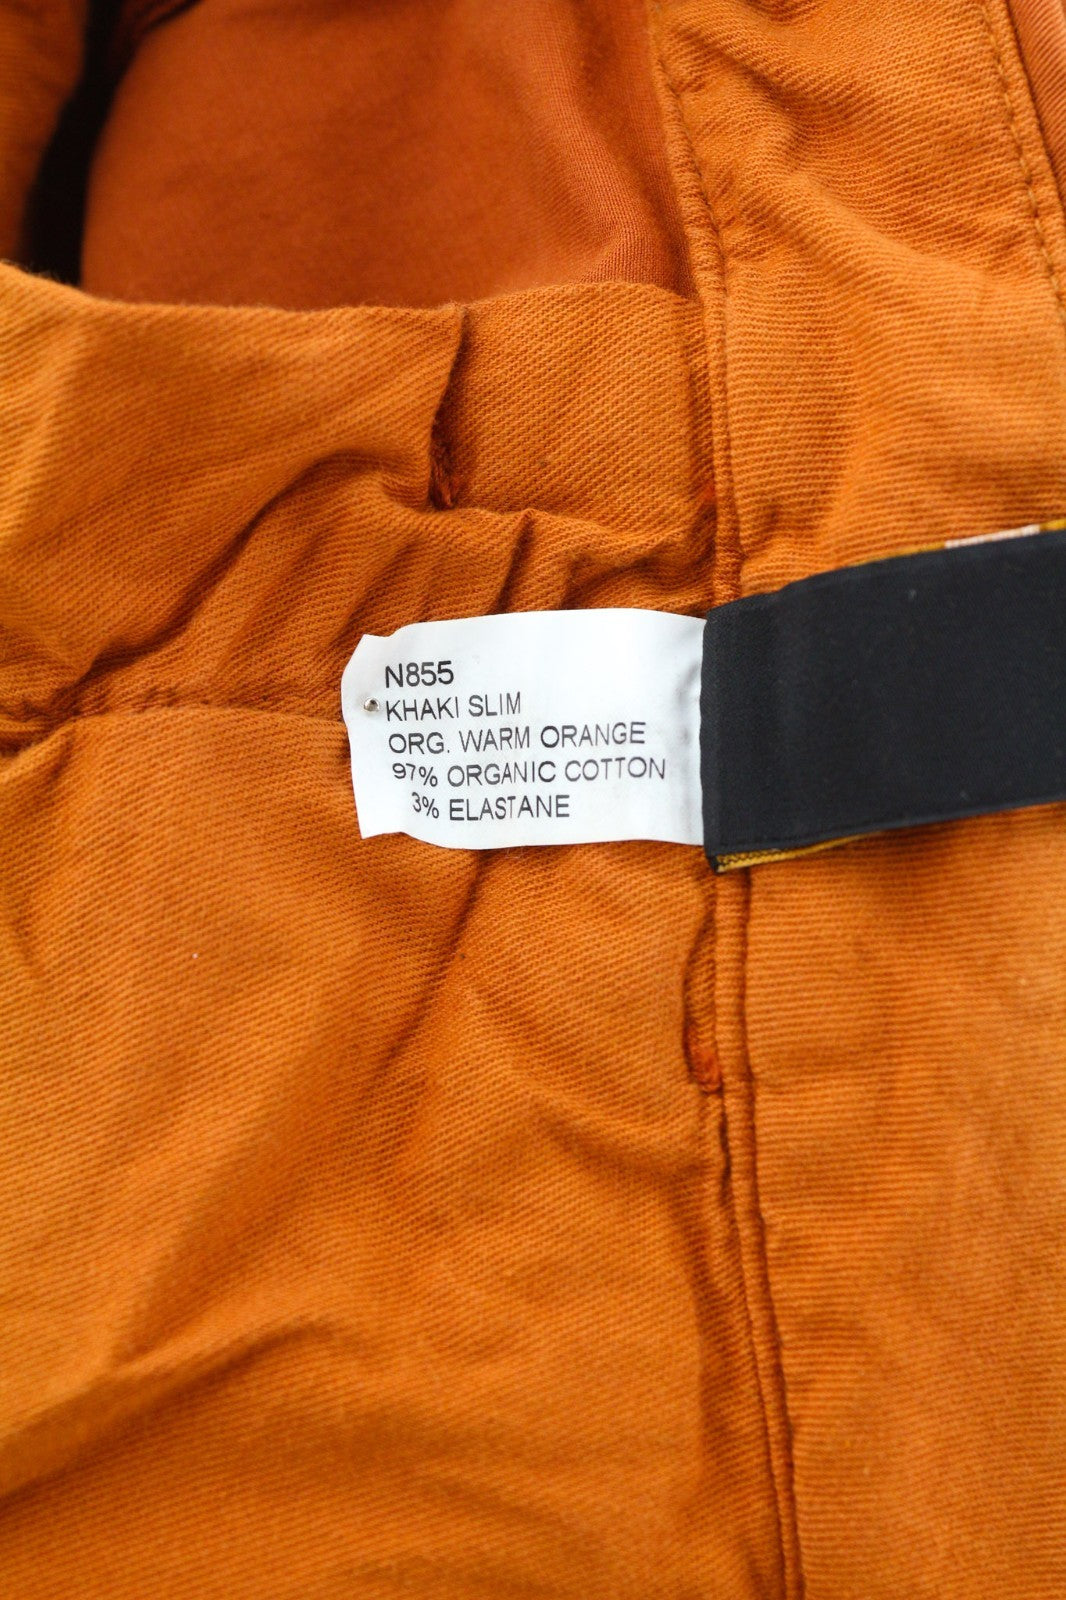 N855
KHAKI SLIM
ORG. WARM ORANGE
97% ORGANIC COTTON
3% ELASTANE